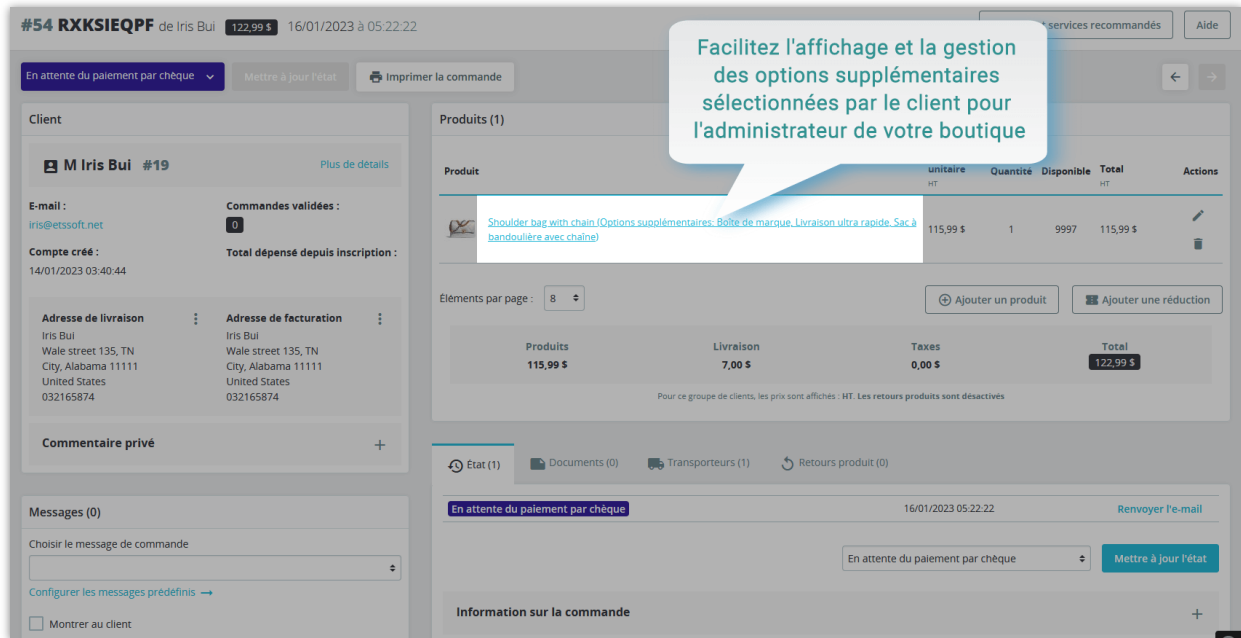 #54 RXKSIEQPF de Iris Bui 122,99 $ 16/01/2023 à 05:22:22
services recommandés
Aide
Facilitez l'affichage et la gestion
des options supplémentaires
sélectionnées par le client pour
l'administrateur de votre boutique
En attente du paiement par chèque
Mettre à jour l'état
Imprimer la commande
Client
M Iris Bui #19
Plus de détails
E-mail :
iris@etssoft.net
Commandes validées :
0
Compte créé :
14/01/2023 03:40:44
Total dépensé depuis inscription :
Adresse de livraison
Iris Bui
Wale street 135, TN
City, Alabama 11111
United States
032165874
Adresse de facturation
Iris Bui
Wale street 135, TN
City, Alabama 11111
United States
032165874
Commentaire privé
Messages (0)
Choisir le message de commande
Configurer les messages prédéfinis →
Montrer au client
Produits (1)
Produit
unitaire
HT
Quantité
Disponible
Total
HT
Actions
Shoulder bag with chain (Options supplémentaires: Boîte de marque, Livraison ultra rapide, Sac à
bandoulière avec chaîne)
115,99 $
1
9997
115,99 $
Éléments par page : 8
Ajouter un produit
Ajouter une réduction
Produits
115,99 $
Livraison
7,00 $
Taxes
0,00 $
Total
122,99 $
Pour ce groupe de clients, les prix sont affichés : HT. Les retours produits sont désactivés
État (1)
Documents (0)
Transporteurs (1)
Retours produit (0)
En attente du paiement par chèque
16/01/2023 05:22:22
Renvoyer l'e-mail
En attente du paiement par chèque
Mettre à jour l'état
Information sur la commande